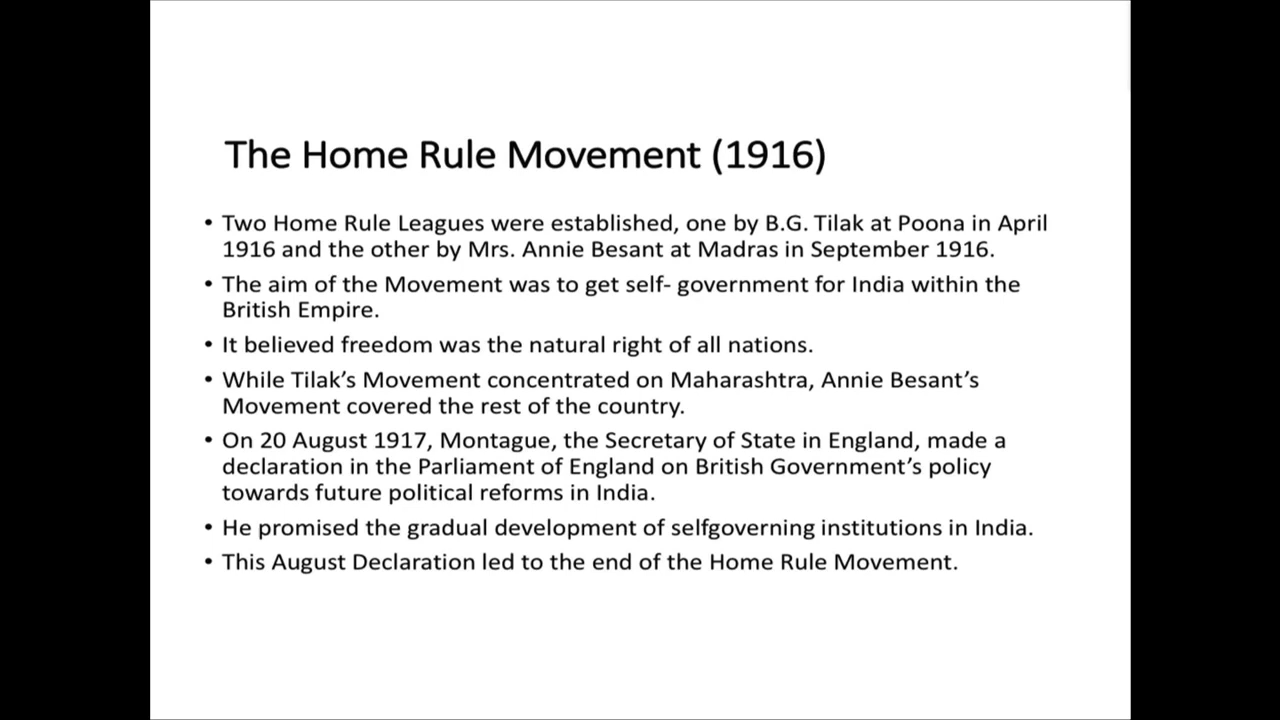 The Home Rule Movement (1916)
• Two Home Rule Leagues were established, one by B.G. Tilak at Poona in April
1916 and the other by Mrs. Annie Besant at Madras in September 1916.
• The aim of the Movement was to get self- government for India within the
British Empire.
• It believed freedom was the natural right of all nations.
• While Tilak’s Movement concentrated on Maharashtra, Annie Besant’s
Movement covered the rest of the country.
• On 20 August 1917, Montague, the Secretary of State in England, made a
declaration in the Parliament of England on British Government’s policy
towards future political reforms in India.
• He promised the gradual development of selfgoverning institutions in India.
• This August Declaration led to the end of the Home Rule Movement.